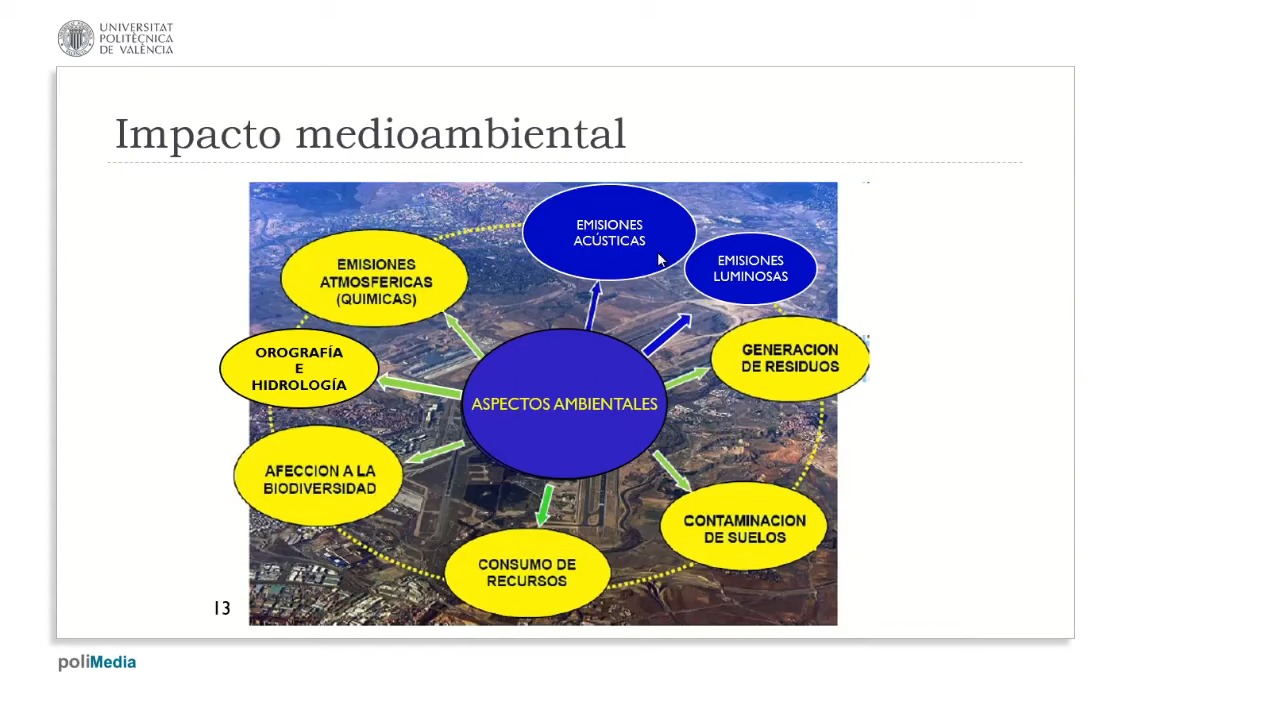 UNIVERSITAT
POLITÈCNICA
DE VALÈNCIA
Impacto medioambiental
EMISIONES
ACÚSTICAS
EMISIONES
LUMINOSAS
EMISIONES
ATMOSFERICAS
(QUIMICAS)
GENERACION
DE RESIDUOS
OROGRAFÍA
E
HIDROLOGÍA
ASPECTOS AMBIENTALES
AFECCION A LA
BIODIVERSIDAD
CONTAMINACION
DE SUELOS
CONSUMO DE
RECURSOS
13
poliMedia